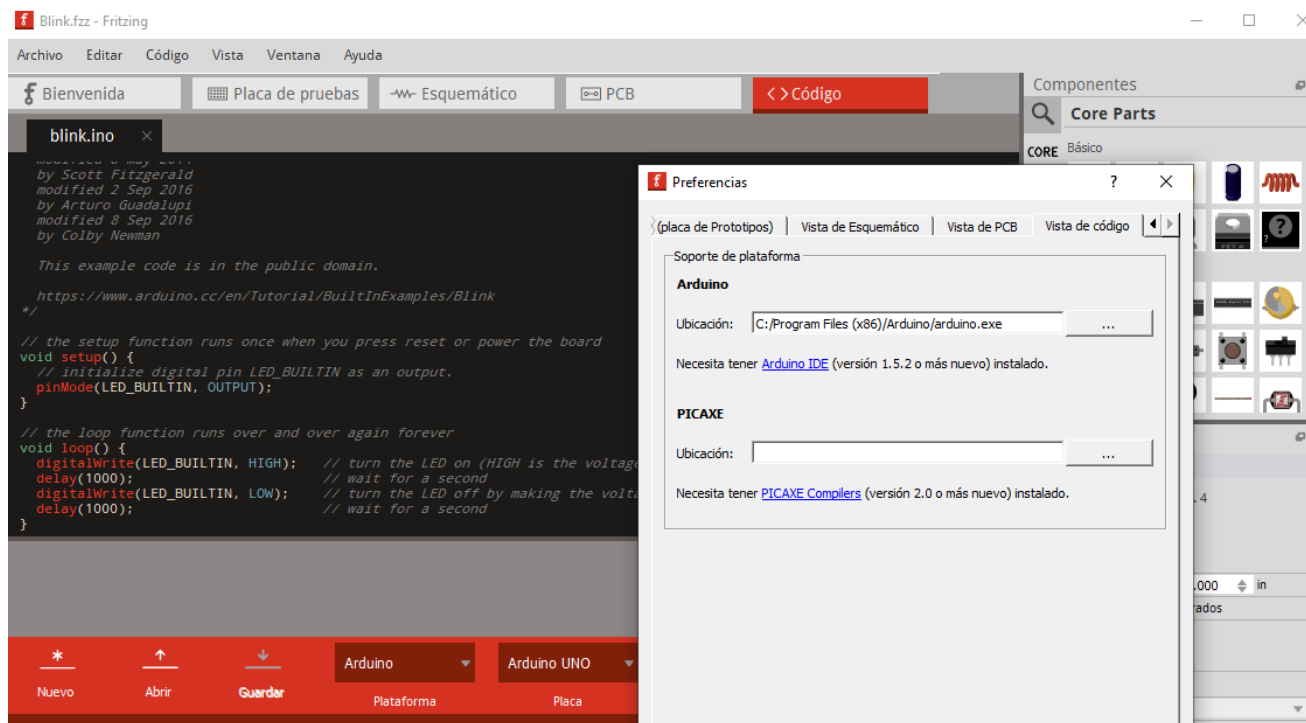 Blink.fzz - Fritzing
Archivo Editar Código Vista Ventana Ayuda
Bienvenida Placa de pruebas Esquemático PCB <>Código
Componentes
Core Parts
CORE Básico
blink.ino ×
by Scott Fitzgerald
modified 2 Sep 2016
by Arturo Guadalupi
modified 8 Sep 2016
by Colby Newman
This example code is in the public domain.
https://www.arduino.cc/en/Tutorial/BuiltInExamples/Blink
*/
// the setup function runs once when you press reset or power the board
void setup() {
// initialize digital pin LED_BUILTIN as an output.
pinMode(LED_BUILTIN, OUTPUT);
}
// the loop function runs over and over again forever
void loop() {
digitalWrite(LED_BUILTIN, HIGH); // turn the LED on (HIGH is the voltage
delay(1000); // wait for a second
digitalWrite(LED_BUILTIN, LOW); // turn the LED off by making the volta
delay(1000); // wait for a second
}
Nuevo Abrir Guardar
Arduino
Plataforma
Arduino UNO
Placa
Preferencias ?
(placa de Prototipos) Vista de Esquemático Vista de PCB Vista de código
Soporte de plataforma
Arduino
Ubicación: C:/Program Files (x86)/Arduino/arduino.exe ...
Necesita tener Arduino IDE (versión 1.5.2 o más nuevo) instalado.
PICAXE
Ubicación: ...
Necesita tener PICAXE Compilers (versión 2.0 o más nuevo) instalado.
.4
.000 in
rados